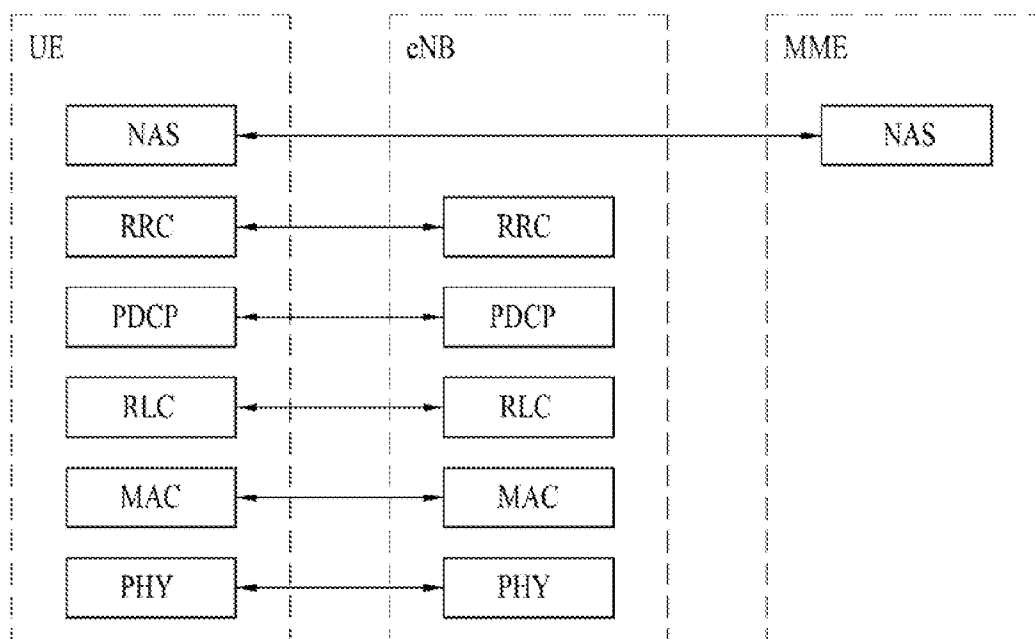 UE eNB MME
NAS NAS
RRC RRC
PDCP PDCP
RLC RLC
MAC MAC
PHY PHY